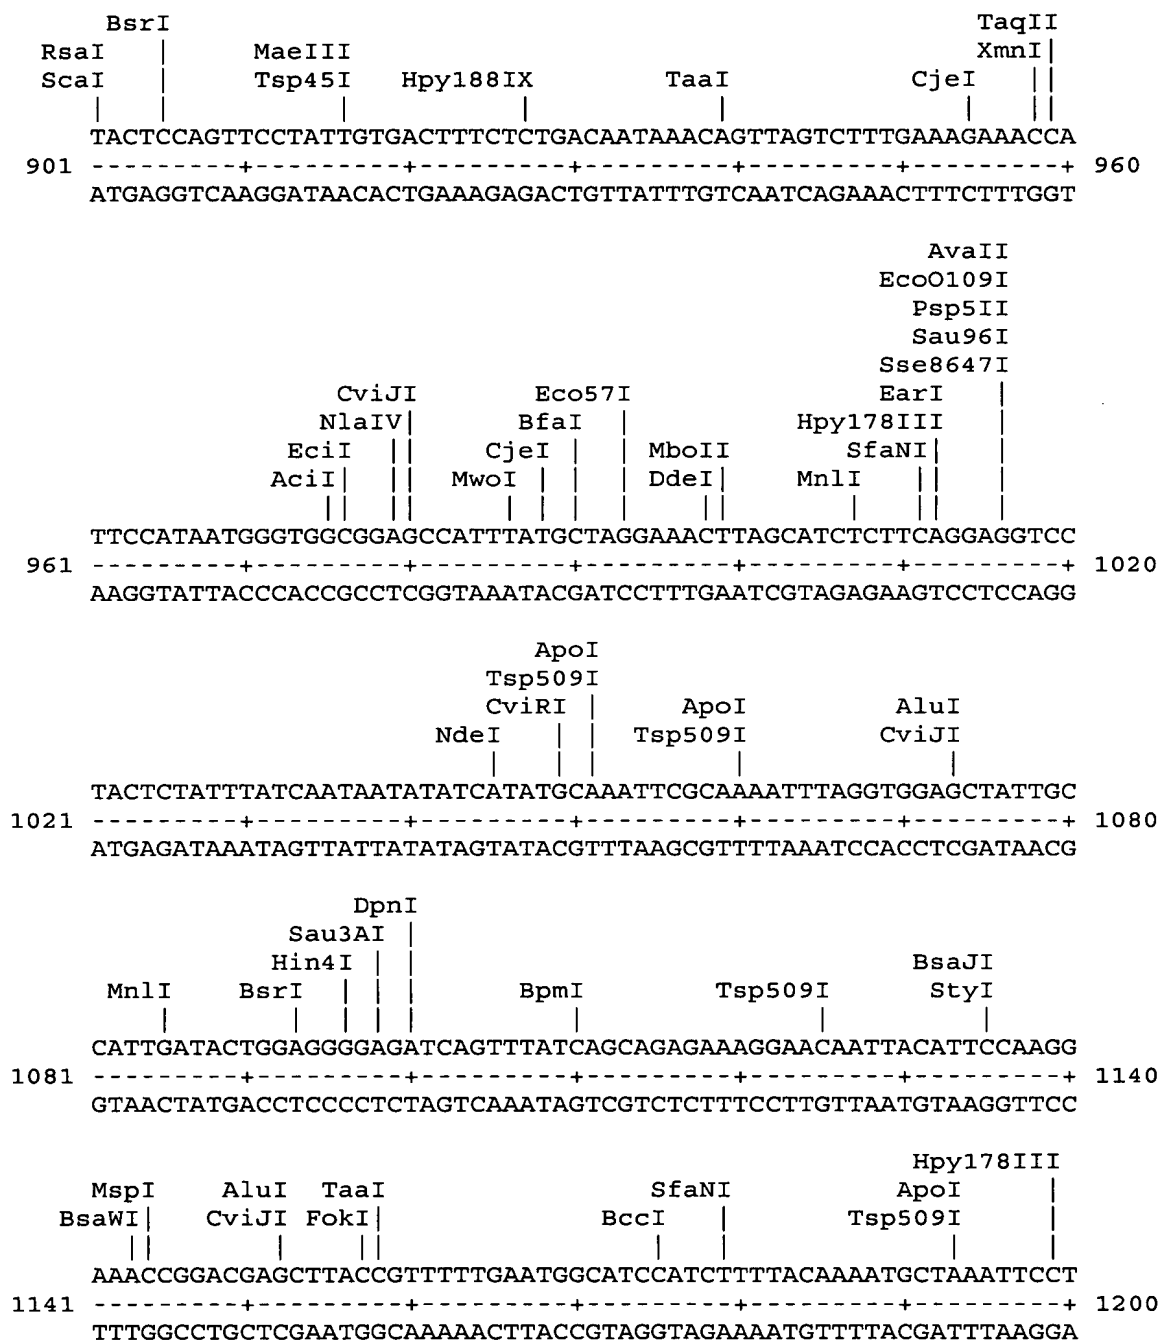 BsrI TaqII
RsaI MaeIII XmnI
ScaI Tsp45I Hpy188IX TaaI CjeI
TACTCCAGTTCCTATTGTGACTTTCTCTGACAATAAACAGTTAGTCTTTGAAAGAAACCA
901 ---------+---------+---------+---------+---------+---------+ 960
ATGAGGTCAAGGATAACACTGAAAGAGACTGTTATTTGTCAATCAGAAACTTTCTTTGGT
AvaII
EcoO109I
Psp5II
Sau96I
Sse8647I
CviJI Eco57I EarI
NlaIV BfaI Hpy178III
EciI CjeI MboII SfaNI
AciI MwoI DdeI MnlI
TTCCATAATGGGTGGCGGAGCCATTTATGCTAGGAAACTTAGCATCTCTTCAGGAGGTCC
961 ---------+---------+---------+---------+---------+---------+ 1020
AAGGTATTACCCACCGCCTCGGTAAATACGATCCTTTGAATCGTAGAGAAGTCCTCCAGG
ApoI
Tsp509I
CviRI ApoI AluI
NdeI Tsp509I CviJI
TACTCTATTTATCAATAATATATCATATGCAAATTCGCAAAATTTAGGTGGAGCTATTGC
1021 ---------+---------+---------+---------+---------+---------+ 1080
ATGAGATAAATAGTTATTATATAGTATACGTTTAAGCGTTTTAAATCCACCTCGATAACG
DpnI
Sau3AI
Hin4I BsaJI
MnlI BsrI BpmI Tsp509I StyI
CATTGATACTGGAGGGGAGATCAGTTTATCAGCAGAGAAAGGAACAATTACATTCCAAGG
1081 ---------+---------+---------+---------+---------+---------+ 1140
GTAACTATGACCTCCCCTCTAGTCAAATAGTCGTCTCTTTCCTTGTTAATGTAAGGTTCC
Hpy178III
MspI AluI TaaI SfaNI ApoI
BsaWI CviJI FokI BccI Tsp509I
AAACCGGACGAGCTTACCGTTTTTGAATGGCATCCATCTTTTACAAAATGCTAAATTCCT
1141 ---------+---------+---------+---------+---------+---------+ 1200
TTTGGCCTGCTCGAATGGCAAAAACTTACCGTAGGTAGAAAATGTTTTACGATTTAAGGA